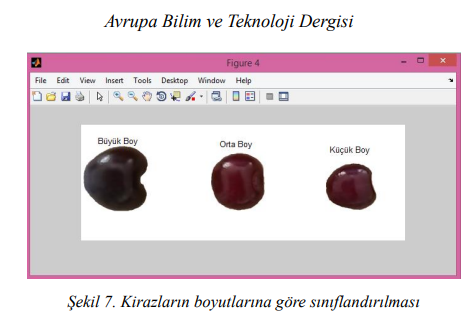 Avrupa Bilim ve Teknoloji Dergisi
Figure 4
File Edit View Insert Tools Desktop Window Help
Büyük Boy
Orta Boy
Küçük Boy
Şekil 7. Kirazların boyutlarına göre sınıflandırılması